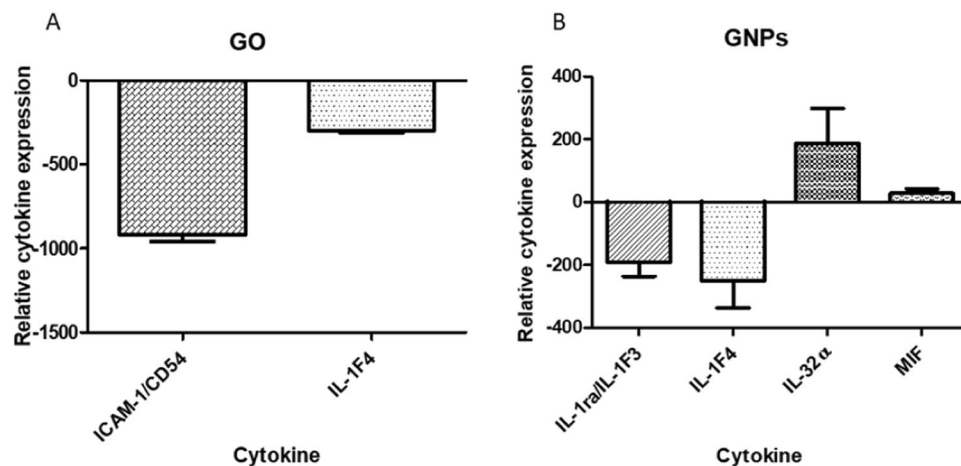 A
GO
Relative cytokine expression
0
-500
-1000
-1500
ICAM-1/CD54
IL-1F4
Cytokine
B
GNPs
Relative cytokine expression
400
200
0
-200
-400
IL-1ra/IL-1F3
IL-1F4
IL-32α
MIF
Cytokine